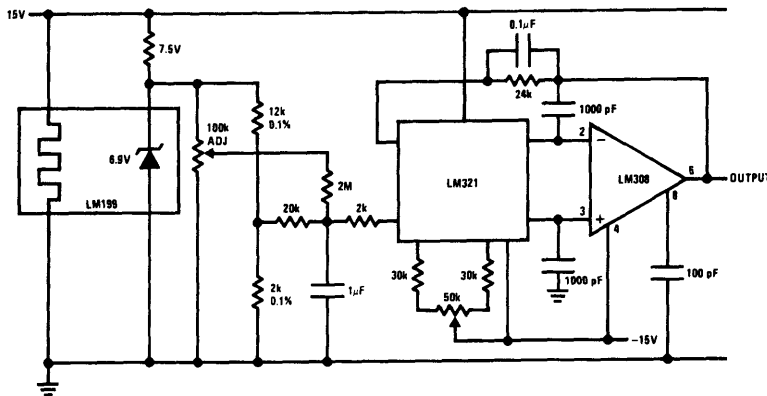 15V
7.5V
0.1μF
24k
1000 pF
12k
0.1%
100k
ADJ
6.9V
LM199
2M
20k
2k
LM321
2
LM308
6
OUTPUT
8
3
4
30k
30k
50k
1000 pF
100 pF
2k
0.1%
1μF
-15V